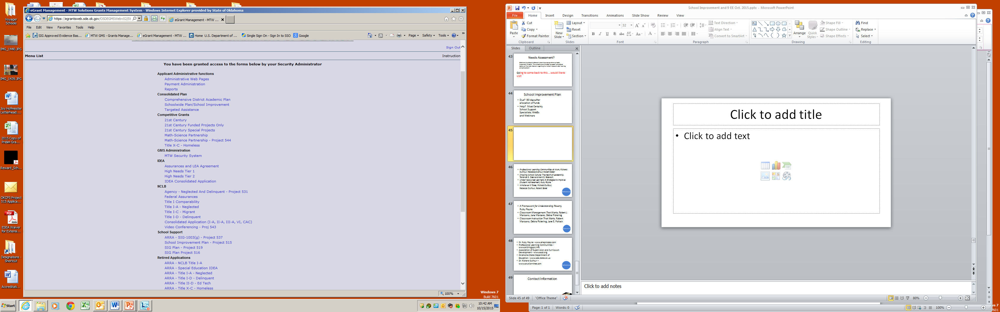 Voyager
Schools
IMG_1440.JPG
IMG_1439.JPG
Joy Hofmeister
Letterhead....
2015 Copy of
Prelim Gra...
Reward_Sch...
OKCPS Project
515 Applica...
ESEA Waiver
for Extensi...
Designations -
Shortcut
Accreditati...
eGrant Management - MTW Solutions Grants Management System - Windows Internet Explorer provided by State of Oklahoma
https://egrantsweb.sde.ok.gov/OSDEGMSWebv02/St
eGrant Management - MTW ...
File Edit View Favorites Tools Help
SIG Approved Evidence Bas... MTW GMS - Grants Manage... eGrant Management - MTW ... Home U.S. Department of ... Single Sign On - Sign In to SSO Google
Page Safety Tools
Sign Out
Menu List
Instruction
You have been granted access to the forms below by your Security Administrator
Applicant Administrative functions
Administrative Web Pages
Payment Administration
Reports
Consolidated Plan
Comprehensive District Academic Plan
Schoolwide Plan/School Improvement
Targeted Assistance
Competitive Grants
21st Century
21st Century Funded Projects Only
21st Century Special Projects
Math-Science Partnership
Math-Science Partnership - Project 544
Title X-C - Homeless
GMS Administration
MTW Security System
IDEA
Assurances and LEA Agreement
High Needs Tier 1
High Needs Tier 2
IDEA Consolidated Application
NCLB
Agency - Neglected And Delinquent - Project 531
Federal Assurances
Title I Comparability
Title I-A - Neglected
Title I-C - Migrant
Title I-D - Delinquent
Consolidated Application (I-A, II-A, III-A, VI, CAC)
Video Conferencing - Proj 543
School Support
ARRA - SIG-1003(g) - Project 537
School Improvement Plan - Project 515
SIG Plan - Project 519
SIG Plan Project 516
Retired Applications
ARRA - NCLB Title I-A
ARRA - Special Education IDEA
ARRA - Title I-A - Neglected
ARRA - Title I-D - Delinquent
ARRA - Title II-D - Ed Tech
ARRA - Title X-C - Homeless
100%
Windows 7
Build 7601
Start
10:42 AM
10/15/2015
School Improvement and 9 EE Oct. 2015.pptx - Microsoft PowerPoint
File Home Insert Design Transitions Animations Slide Show Review View
Paste
Cut
Copy
Format Painter
Clipboard
New
Slide
Layout
Reset
Section
Slides
32
Font
Text Direction
Align Text
Convert to SmartArt
Paragraph
Arrange
Quick
Styles
Shape Fill
Shape Outline
Shape Effects
Drawing
Find
Replace
Select
Editing
Slides Outline
43
Needs Assessment?
Going to come back to this....would like to
visit
44
School Improvement Plan
• Due? 90 days after
allocation of funds
• Help? Most Certainly.
School Support
Specialists; WebEx
and Webinars
45
46
• Professional Learning Communities at Work, Richard
DuFour, Rebecca DuFour, Robert Eaker
• Shaping School Culture: The Heart of Leadership,
Terrence E. Deal and Kent D. Peterson
• Under-resourced Learners: 8 Strategies to Improve
Student Achievement, Ruby Payne
• Whatever It Takes, Richard DuFour,
Rebecca DuFour, Robert Eaker
47
• A Framework for Understanding Poverty,
Ruby Payne
• Classroom Management That Works, Robert J.
Marzano, Jana Marzano, Debra Pickering
• Classroom Instruction That Works, Robert
Marzano, Debra Pickering, Jane E. Pollock
48
• Dr. Ruby Payne - www.ahaprocess.com
• Professional Learning Communities -
www.allthingsplc.info
• Association of Supervision and Curriculum
Development - www.ascd.org
• Oklahoma State Department of
Education - www.sde.state.ok.us
• Dr. Richard DuFour –
www.solution-tree.com
49
Contact Information
Click to add title
• Click to add text
Click to add notes
Slide 45 of 49 "Office Theme" 80%
Page: 1 of 1 Words: 0 100%